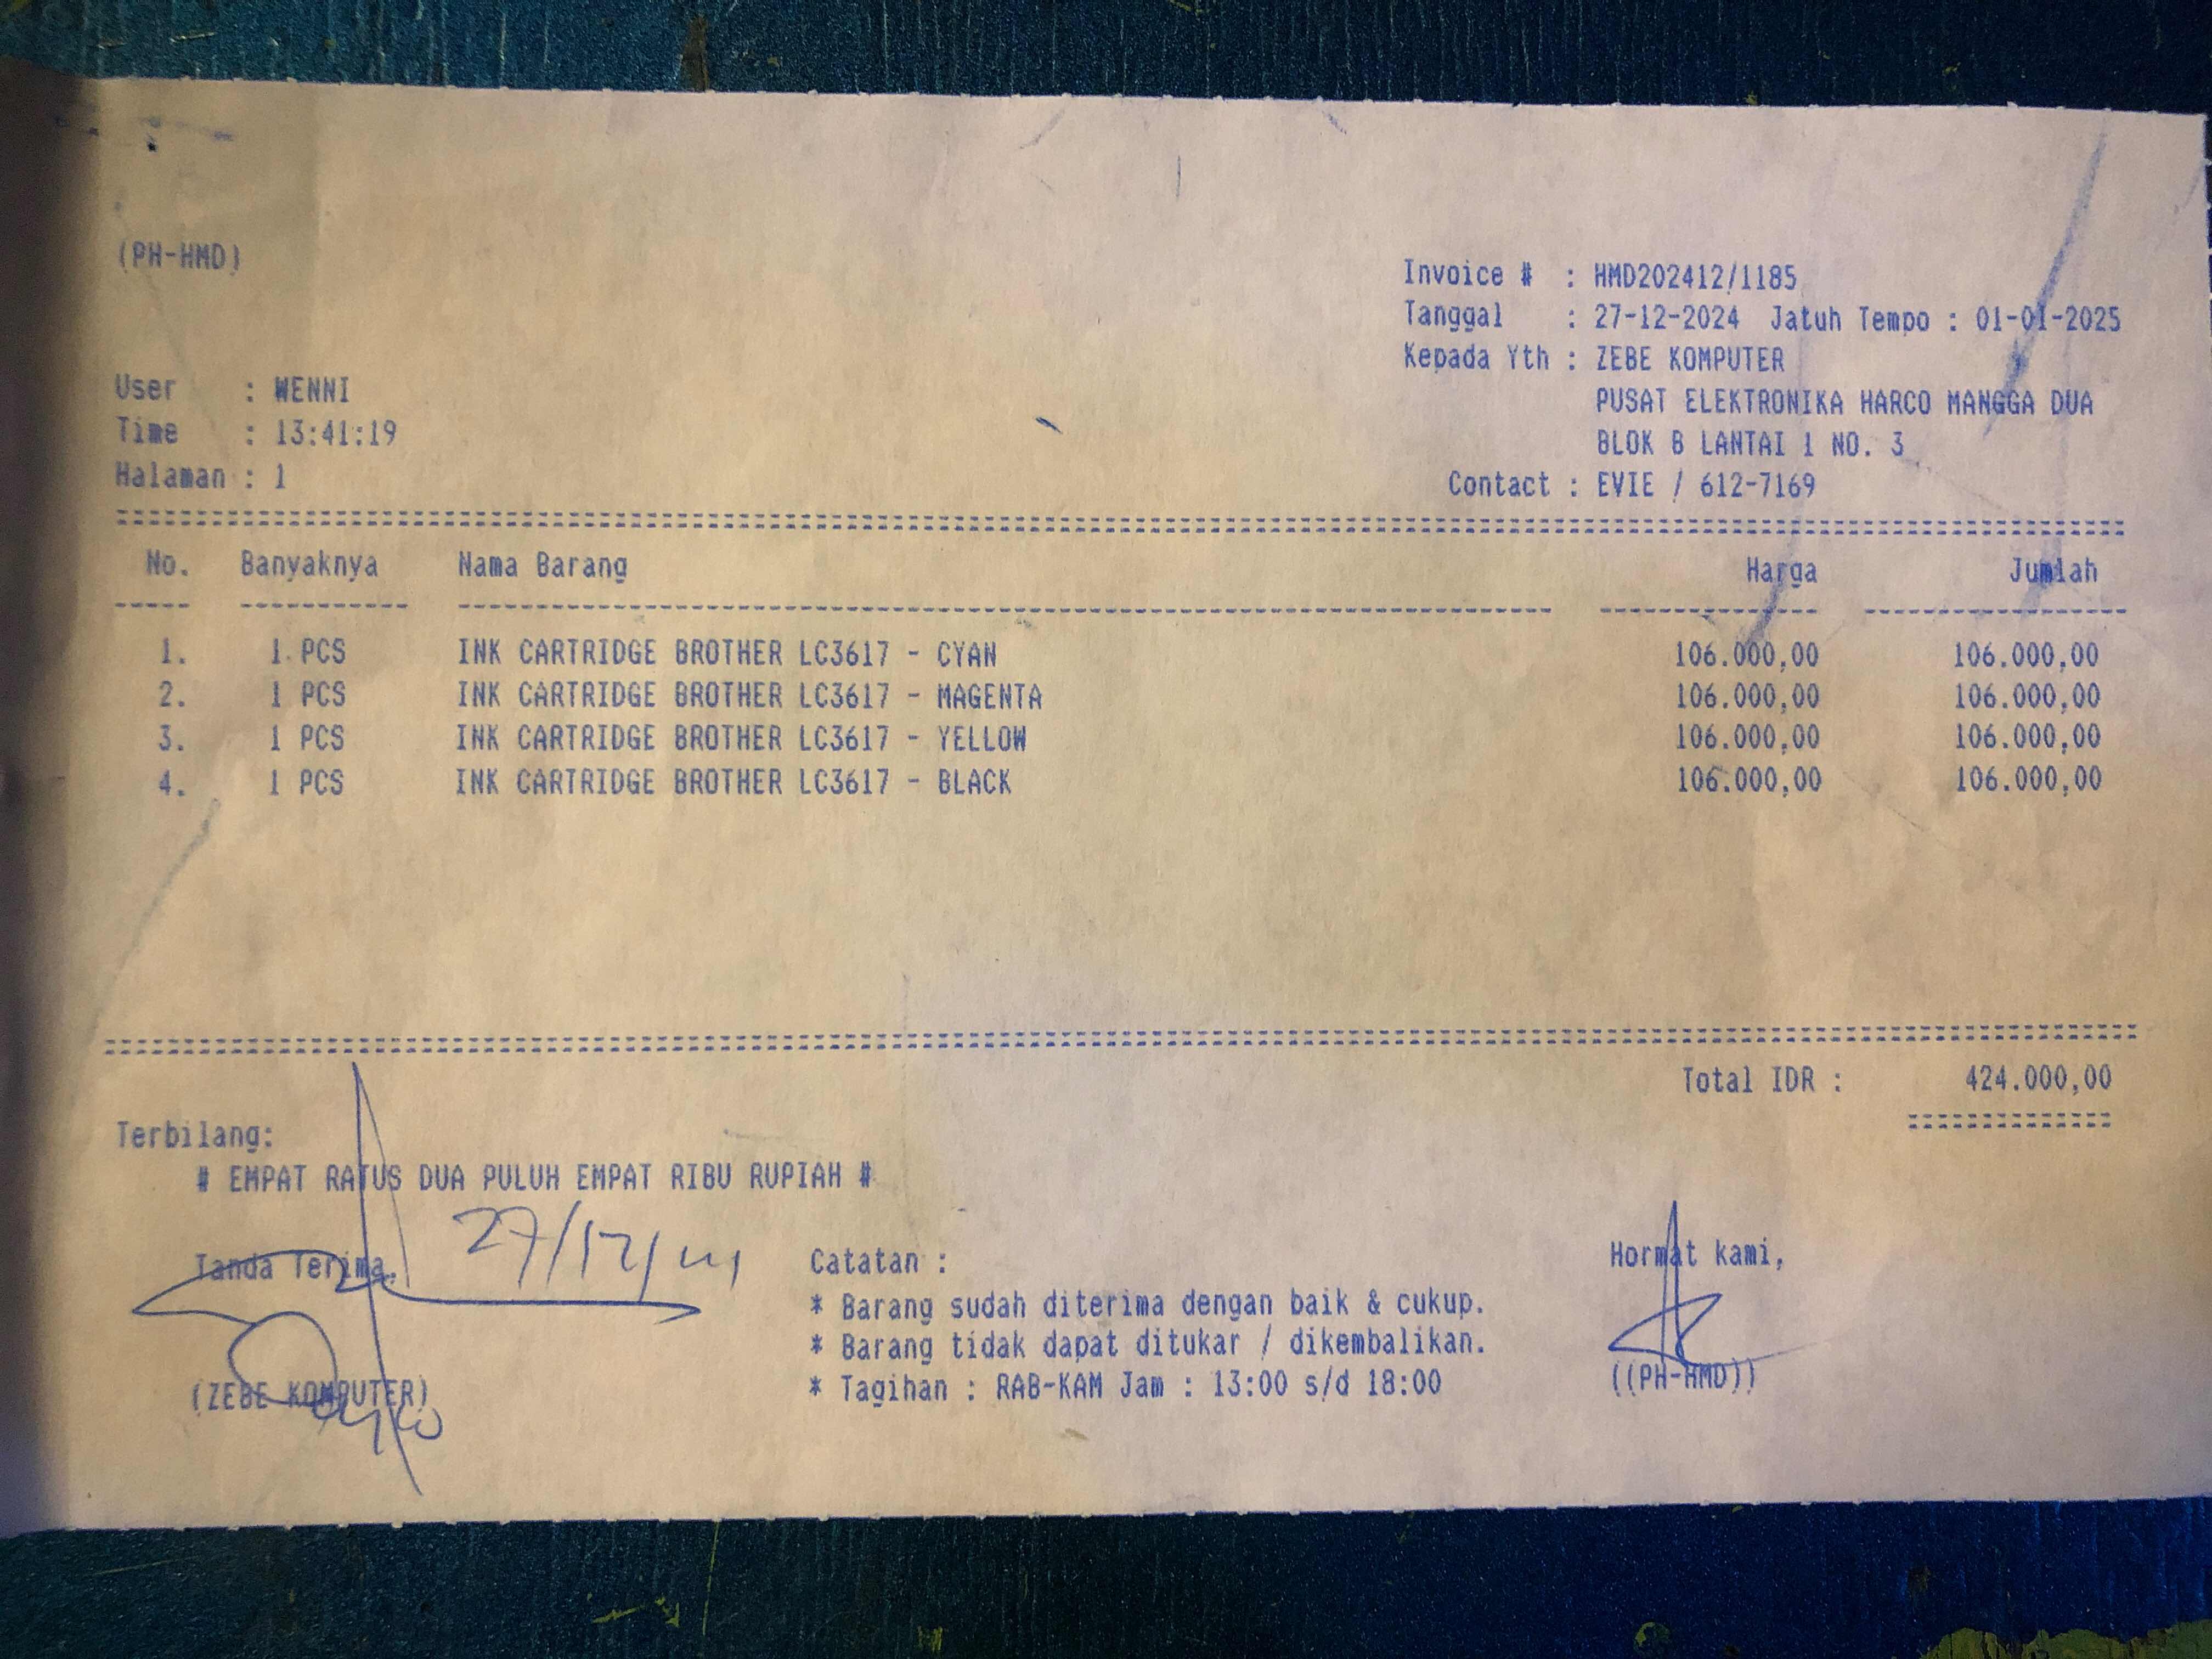 (PH-HMD)
Invoice # : HMD202412/1185
Tanggal : 27-12-2024 Jatuh Tempo : 01-01-2025
Kepada Yth : ZEBE KOMPUTER
PUSAT ELEKTRONIKA HARCO MANGGA DUA
BLOK B LANTAI 1 NO. 3
Contact : EVIE / 612-7169
User : WENNI
Time : 13:41:19
Halaman : 1
No. Banyaknya Nama Barang Harga Jumlah
1. 1 PCS INK CARTRIDGE BROTHER LC3617 - CYAN 106.000,00 106.000,00
2. 1 PCS INK CARTRIDGE BROTHER LC3617 - MAGENTA 106.000,00 106.000,00
3. 1 PCS INK CARTRIDGE BROTHER LC3617 - YELLOW 106.000,00 106.000,00
4. 1 PCS INK CARTRIDGE BROTHER LC3617 - BLACK 106.000,00 106.000,00
Total IDR : 424.000,00
Terbilang:
# EMPAT RATUS DUA PULUH EMPAT RIBU RUPIAH #
27/12/
Tanda Terima,
(ZEBE KOMPUTER)
Catatan :
* Barang sudah diterima dengan baik & cukup.
* Barang tidak dapat ditukar / dikembalikan.
* Tagihan : RAB-KAM Jam : 13:00 s/d 18:00
Hormat kami,
((PH-HMD))